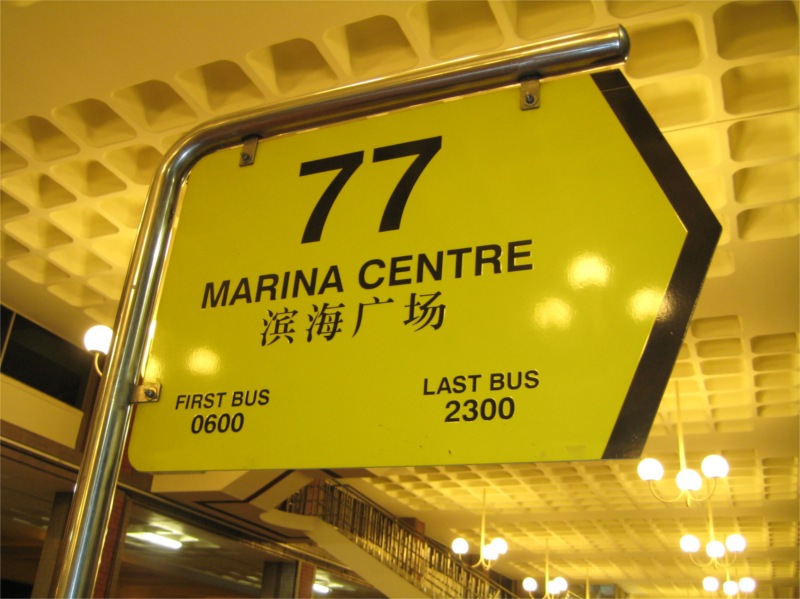 77
MARINA CENTRE
滨海广场
FIRST BUS
0600
LAST BUS
2300